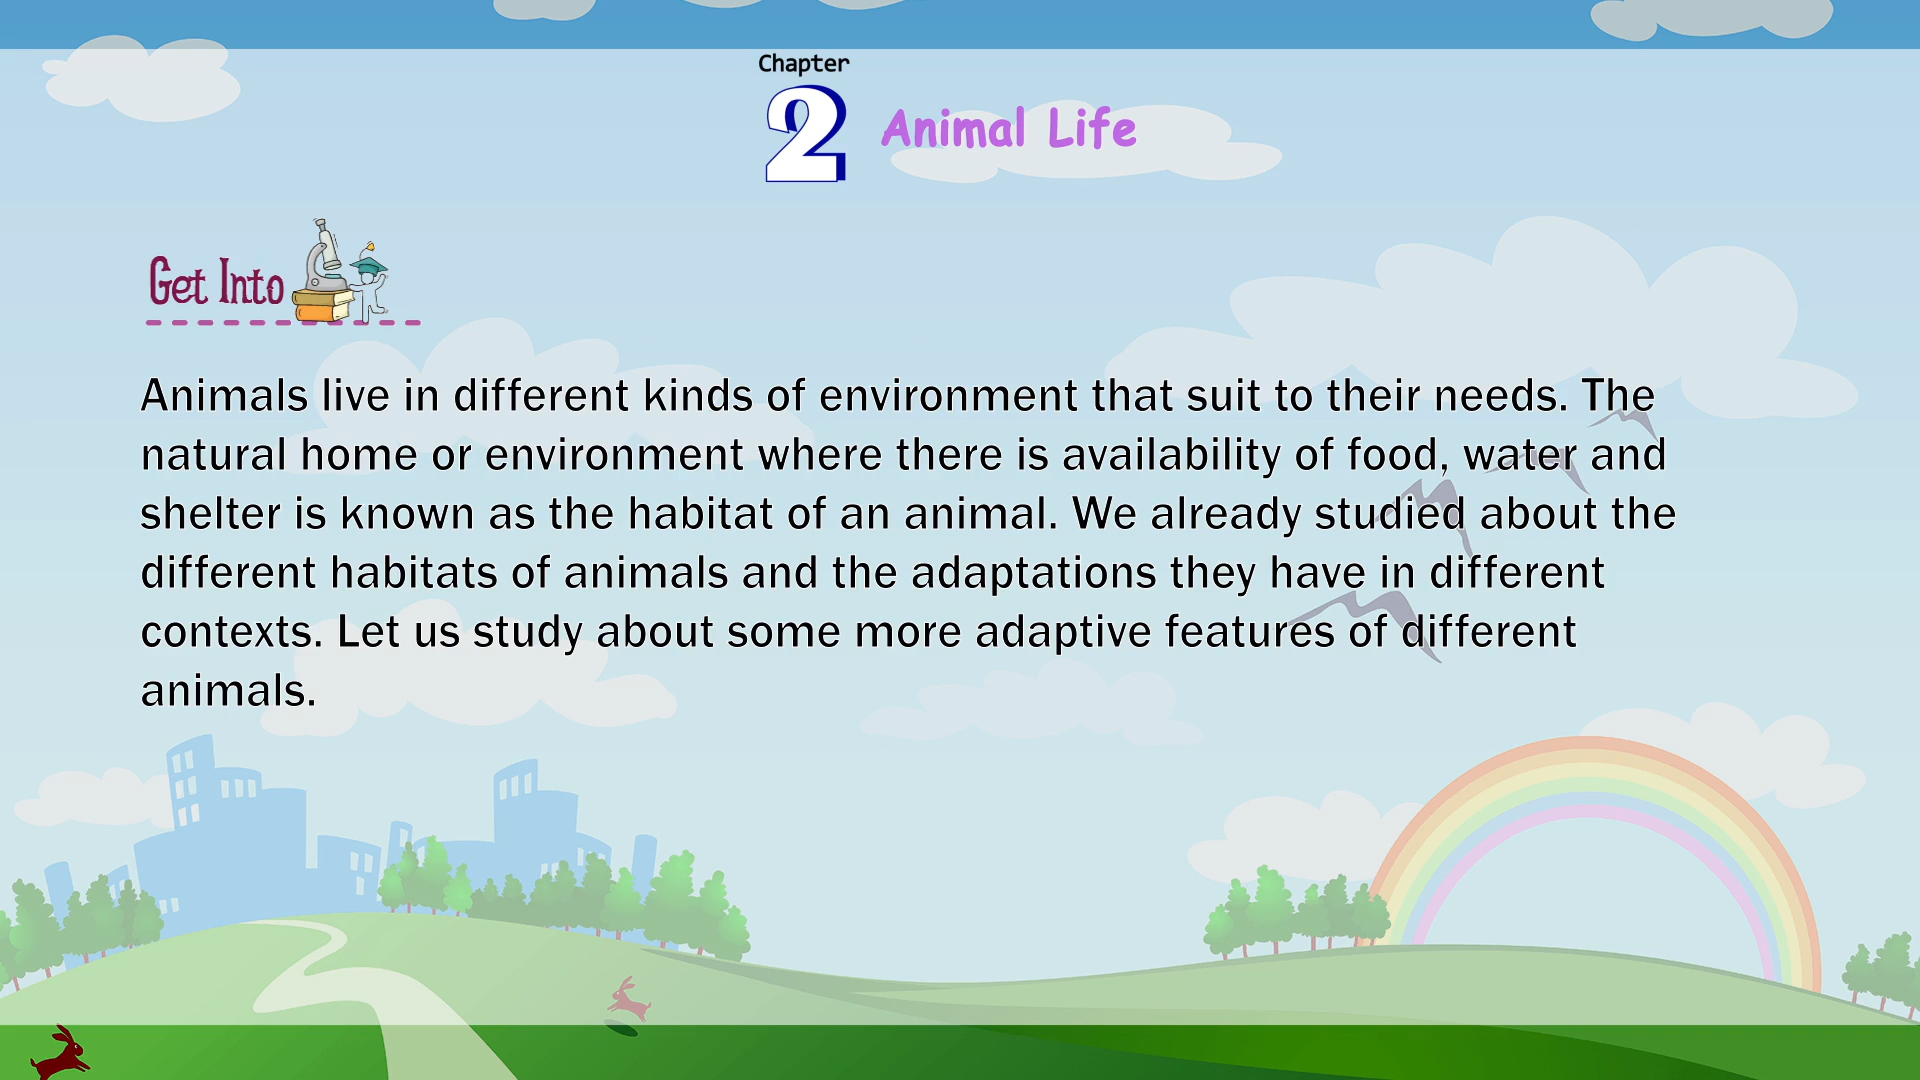 Chapter
2 Animal Life
Get Into
Animals live in different kinds of environment that suit to their needs. The
natural home or environment where there is availability of food, water and
shelter is known as the habitat of an animal. We already studied about the
different habitats of animals and the adaptations they have in different
contexts. Let us study about some more adaptive features of different
animals.